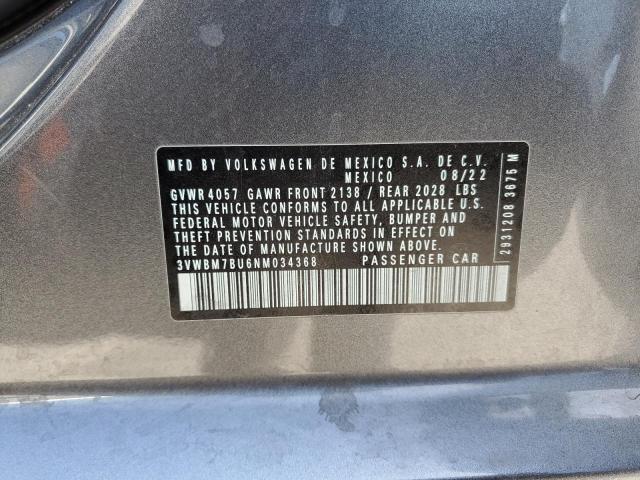 MFD BY VOLKSWAGEN DE MEXICO S.A. DE C.V.
MEXICO 08/22
GVWR 4057 GAWR FRONT 2138 / REAR 2028 LBS
THIS VEHICLE CONFORMS TO ALL APPLICABLE U.S.
FEDERAL MOTOR VEHICLE SAFETY, BUMPER AND
THEFT PREVENTION STANDARDS IN EFFECT ON
THE DATE OF MANUFACTURE SHOWN ABOVE.
3VWBM7BU6NM034368 PASSENGER CAR
2931208 3675 M